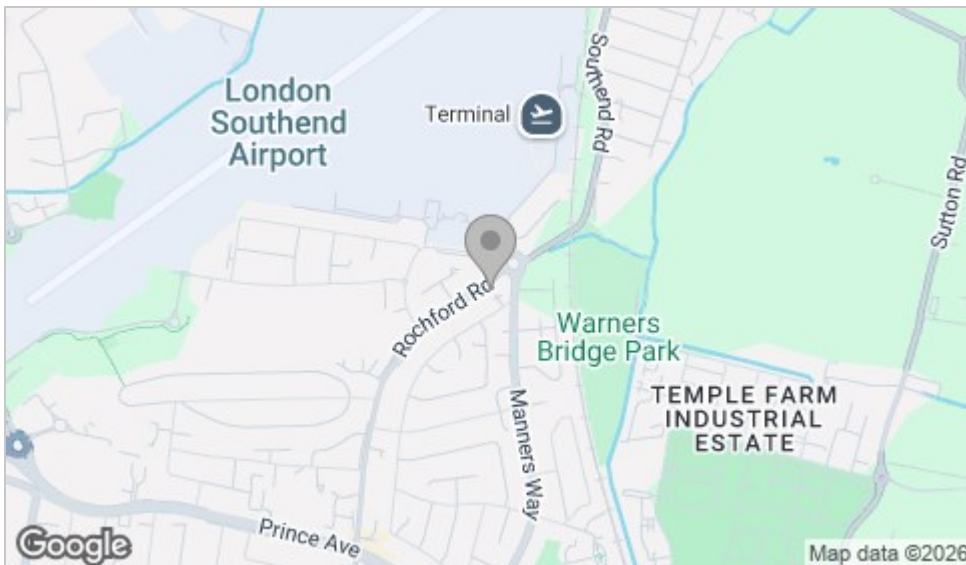 London
Southend
Airport
Terminal
Southend Rd
Sutton Rd
Rochford Rd
Warners
Bridge Park
TEMPLE FARM
INDUSTRIAL
ESTATE
Manners Way
Prince Ave
Google
Map data ©2026